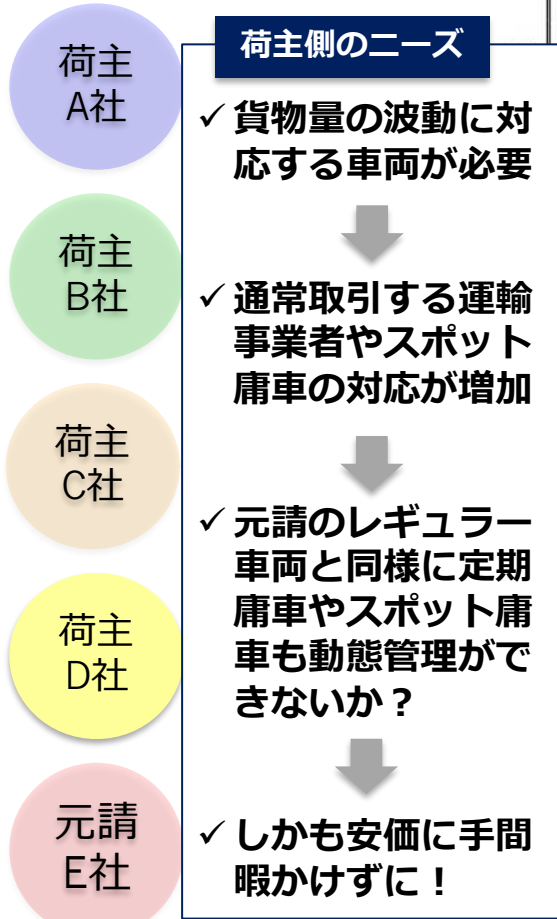 荷主
A社
荷主
B社
荷主
C社
荷主
D社
元請
E社
荷主側のニーズ
✓ 貨物量の波動に対
応する車両が必要
✓ 通常取引する運輸
事業者やスポット
庸車の対応が増加
✓ 元請のレギュラー
車両と同様に定期
庸車やスポット庸
車も動態管理がで
きないか？
✓ しかも安価に手間
暇かけずに！